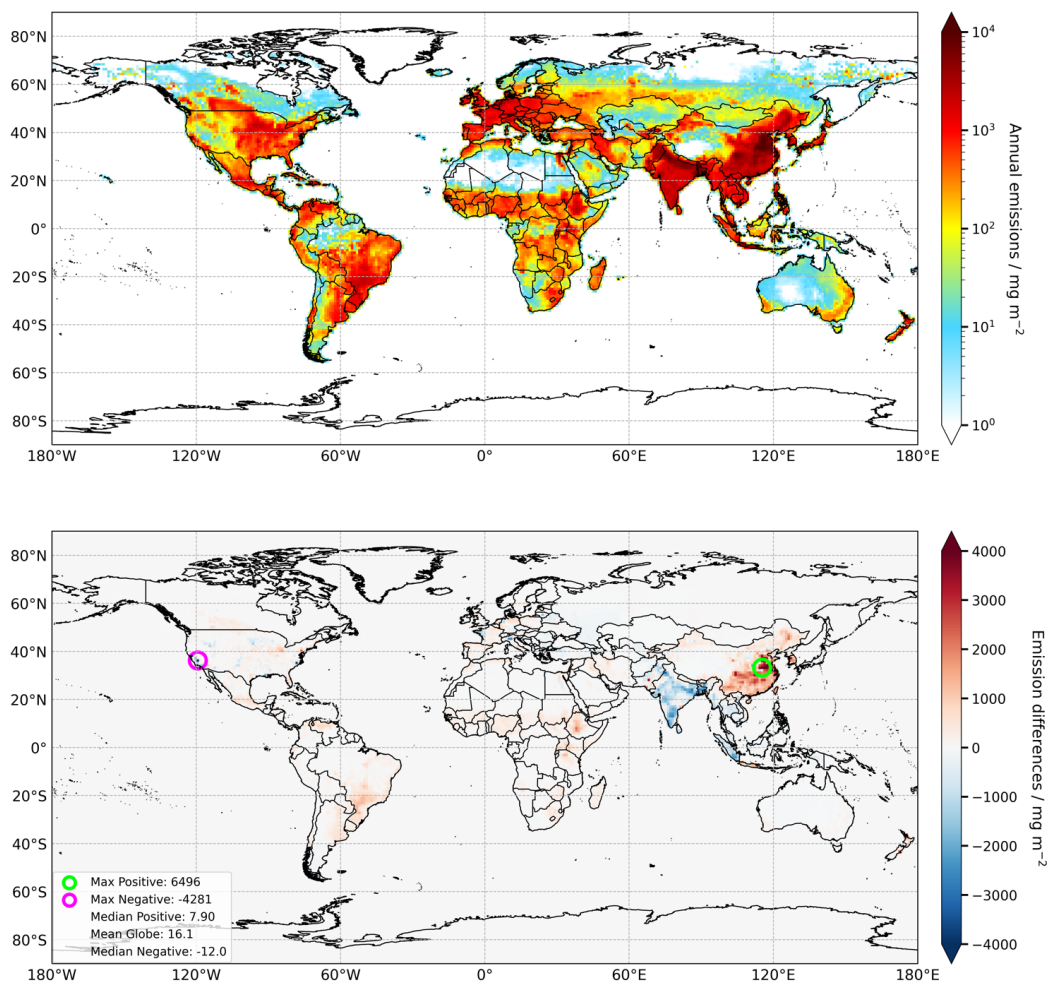 80°N
60°N
40°N
20°N
0°
20°S
40°S
60°S
80°S
180°W 120°W 60°W 0° 60°E 120°E 180°E
10⁴
10³
10²
10¹
10⁰
Annual emissions / mg m⁻²
80°N
60°N
40°N
20°N
0°
20°S
40°S
60°S
80°S
Max Positive: 6496
Max Negative: -4281
Median Positive: 7.90
Mean Globe: 16.1
Median Negative: -12.0
180°W 120°W 60°W 0° 60°E 120°E 180°E
4000
3000
2000
1000
0
−1000
−2000
−3000
−4000
Emission differences / mg m⁻²